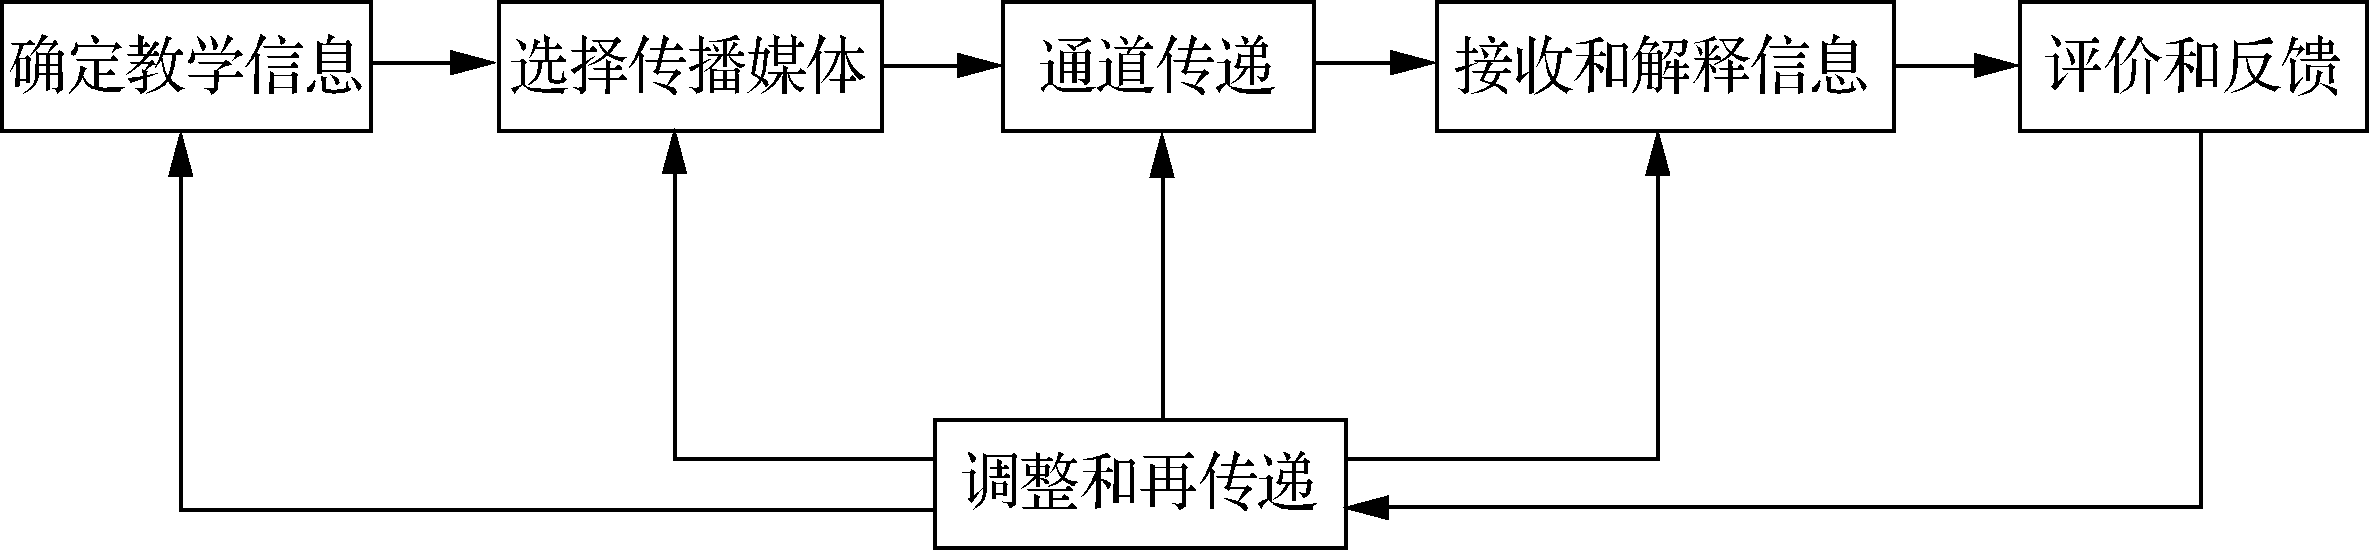 确定教学信息
选择传播媒体
通道传递
接收和解释信息
评价和反馈
调整和再传递